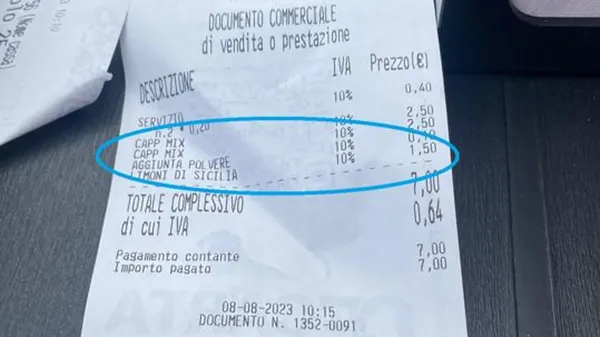 DOCUMENTO COMMERCIALE
di vendita o prestazione
DESCRIZIONE IVA Prezzo(€)
SERVIZIO 10% 0,40
n.2 * 0,20
CAPP MIX 10% 2,50
CAPP MIX 10% 2,50
AGGIUNTA POLVERE 10% 0,10
LIMONI DI SICILIA 10% 1,50
TOTALE COMPLESSIVO 7,00
di cui IVA 0,64
Pagamento contante 7,00
Importo pagato 7,00
08-08-2023 10:15
DOCUMENTO N. 1352-0091